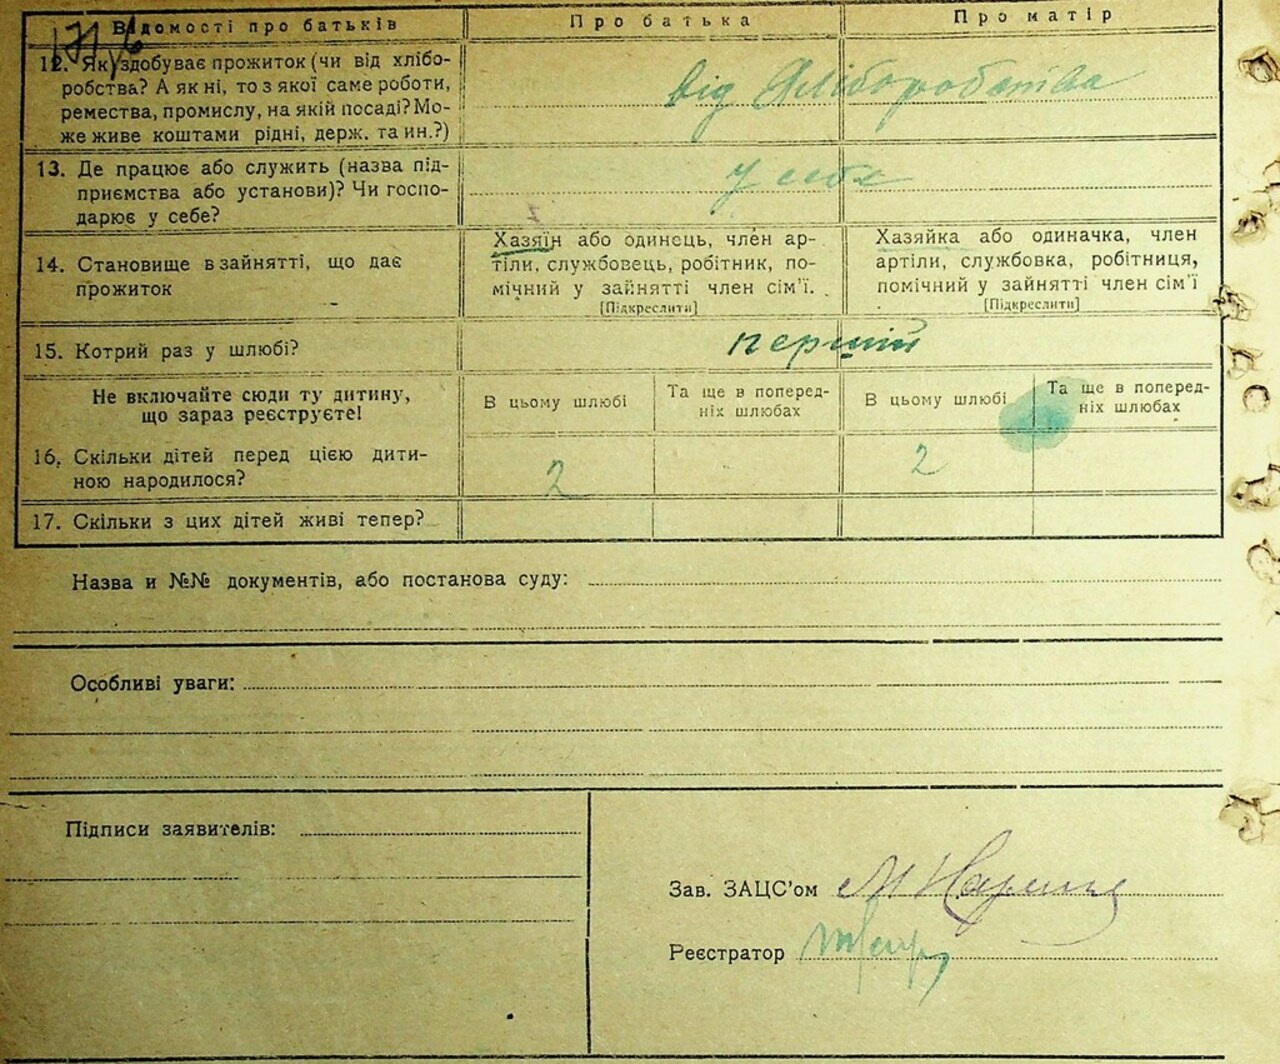 Відомості про батьків
Про батька
Про матір
12. Як здобуває прожиток (чи від хлібо-
робства? А як ні, то з якої саме роботи,
ремества, промислу, на якій посаді? Мо-
же живе коштами рідні, держ. та ин.?)
від Хліборобства
13. Де працює або служить (назва під-
приємства або установи)? Чи госпо-
дарює у себе?
у себе
14. Становище в зайнятті, що дає
прожиток
Хазяїн або одинець, член ар-
тіли, службовець, робітник, по-
мічний у зайнятті член сім'ї.
[Підкреслити]
Хазяйка або одиначка, член
артіли, службовка, робітниця,
помічний у зайнятті член сім'ї
[Підкреслити]
15. Котрий раз у шлюбі?
перший
Не включайте сюди ту дитину,
що зараз реєструєте!
В цьому шлюбі
Та ще в поперед-
ніх шлюбах
В цьому шлюбі
Та ще в поперед-
ніх шлюбах
16. Скільки дітей перед цією дити-
ною народилося?
2
2
17. Скільки з цих дітей живі тепер?
Назва и №№ документів, або постанова суду:
Особливі уваги:
Підписи заявителів:
Зав. ЗАЦС'ом
Реєстратор